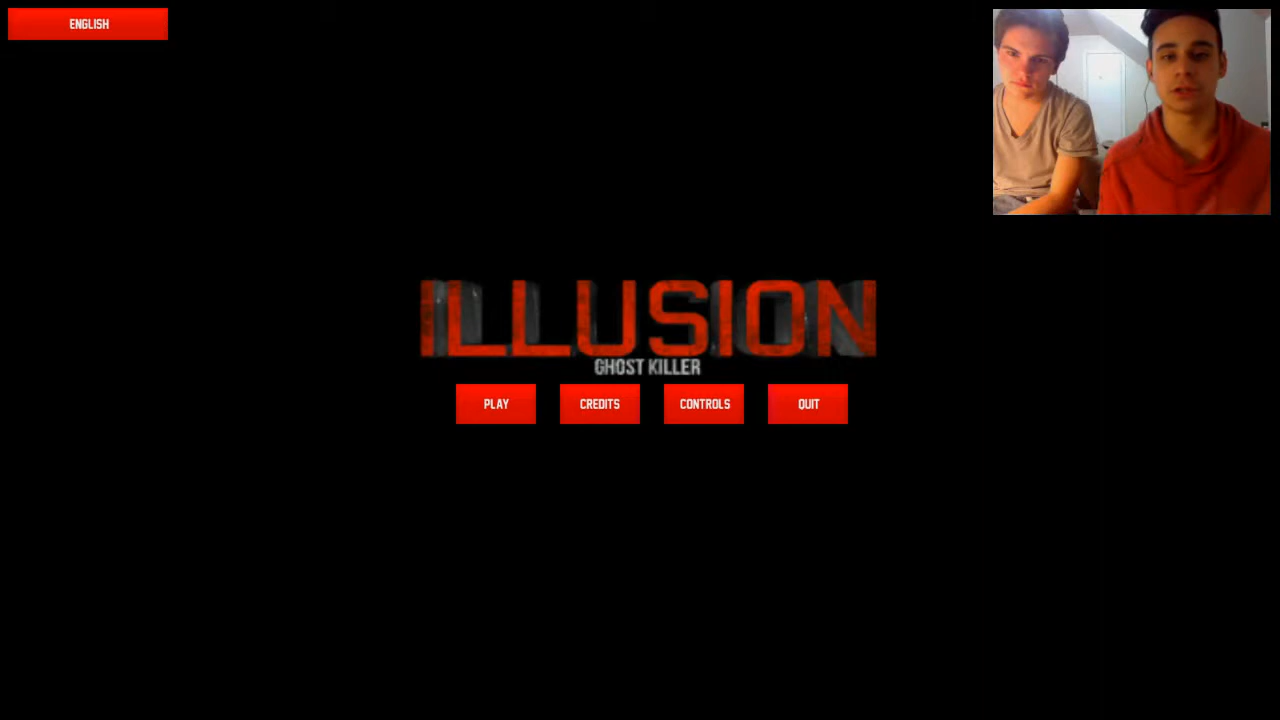 ENGLISH
ILLUSION
GHOST KILLER
PLAY
CREDITS
CONTROLS
QUIT